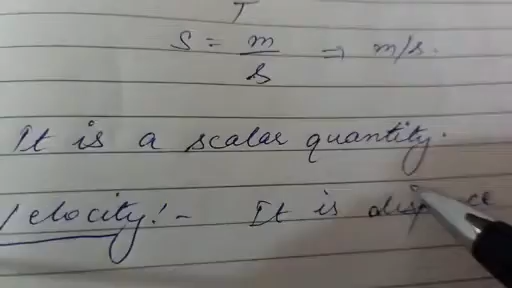 T
S = m/s ⇒ m/s.
It is a scalar quantity.
Velocity:- It is